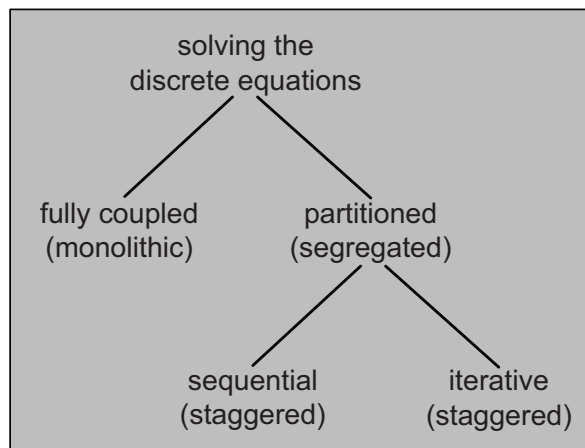 solving the
discrete equations
fully coupled
(monolithic)
partitioned
(segregated)
sequential
(staggered)
iterative
(staggered)